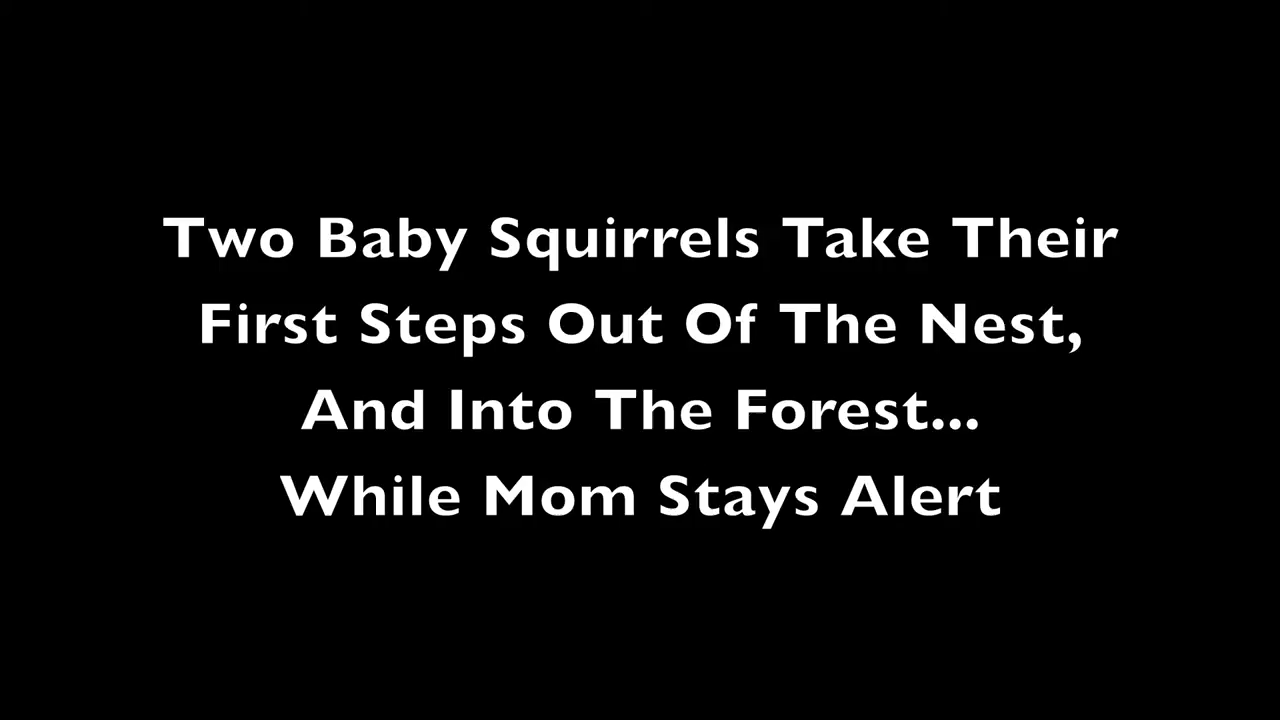 Two Baby Squirrels Take Their
First Steps Out Of The Nest,
And Into The Forest...
While Mom Stays Alert